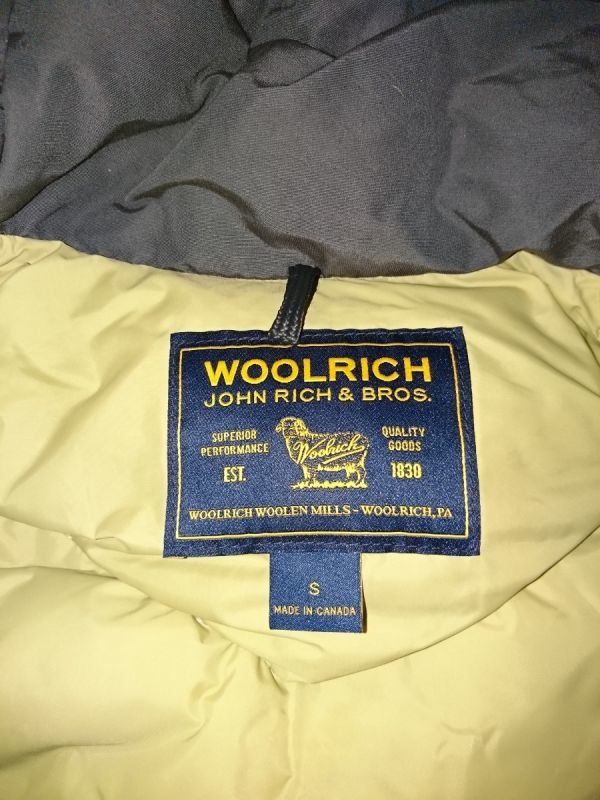 WOOLRICH
JOHN RICH & BROS.
SUPERIOR
PERFORMANCE
EST.
Woolrich
QUALITY
GOODS
1830
WOOLRICH WOOLEN MILLS - WOOLRICH, PA
S
MADE IN CANADA